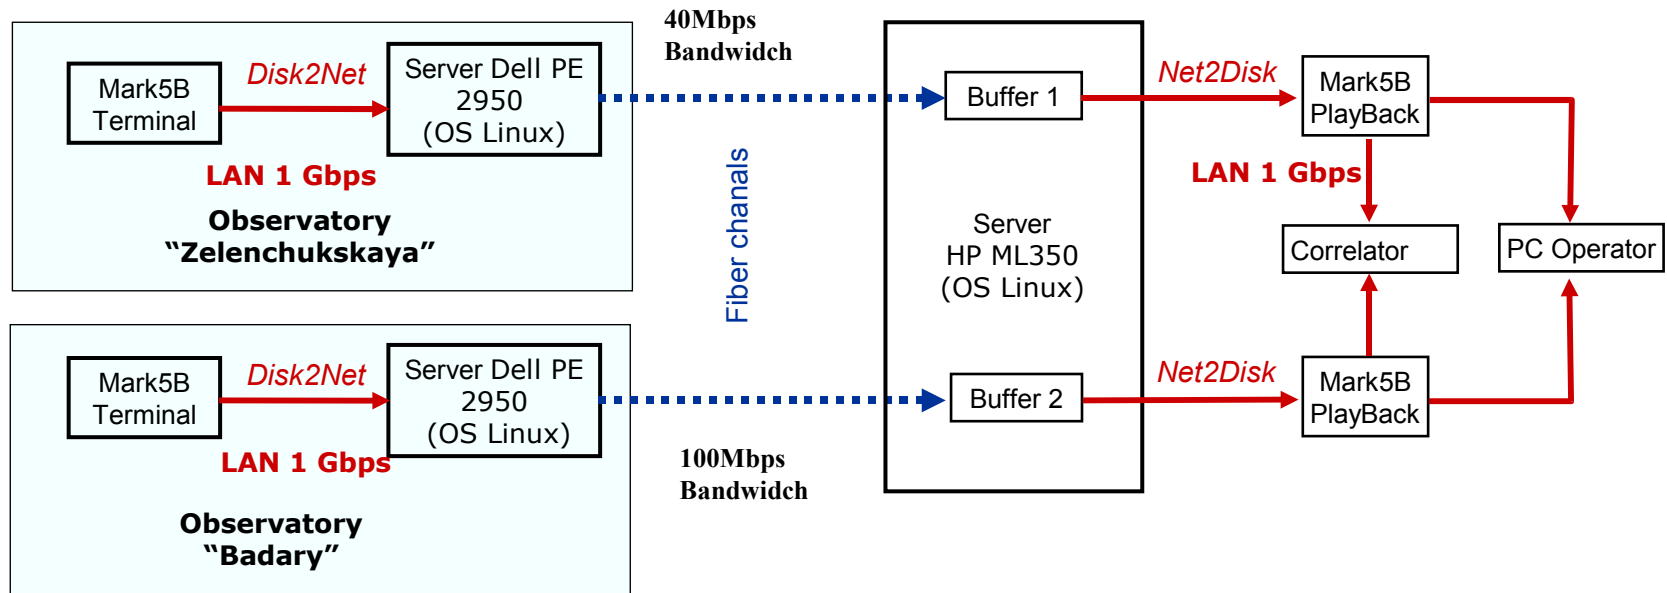 40Mbps
Bandwidch
Mark5B
Terminal
Disk2Net
Server Dell PE
2950
(OS Linux)
LAN 1 Gbps
Observatory
“Zelenchukskaya”
Fiber chanals
Buffer 1
Server
HP ML350
(OS Linux)
Net2Disk
Mark5B
PlayBack
LAN 1 Gbps
Correlator
PC Operator
Mark5B
Terminal
Disk2Net
Server Dell PE
2950
(OS Linux)
LAN 1 Gbps
Observatory
“Badary”
100Mbps
Bandwidch
Buffer 2
Net2Disk
Mark5B
PlayBack